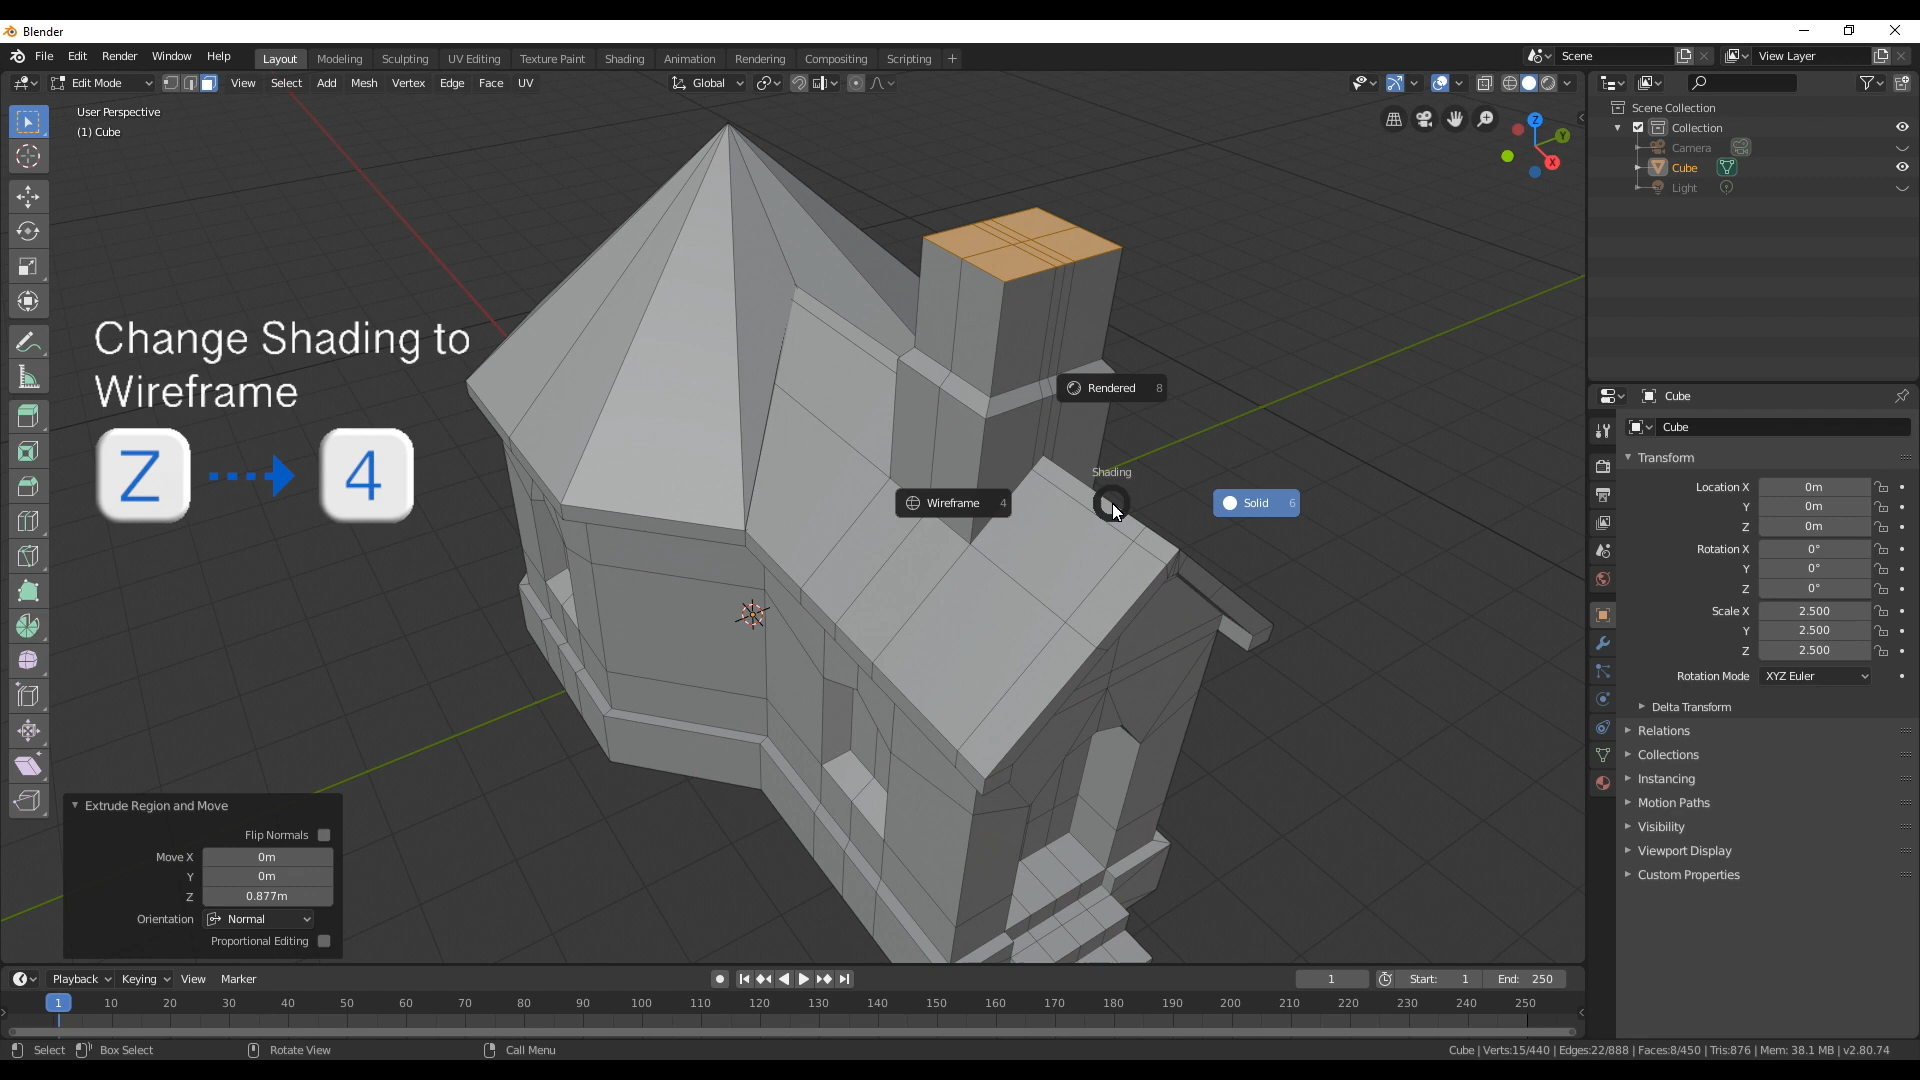 Blender
File Edit Render Window Help Layout Modeling Sculpting UV Editing Texture Paint Shading Animation Rendering Compositing Scripting + Scene View Layer
Edit Mode View Select Add Mesh Vertex Edge Face UV Global
User Perspective
(1) Cube
Z
Y
X
Scene Collection
Collection
Camera
Cube
Light
Change Shading to
Wireframe
Z 4
Rendered 8
Shading
Wireframe 4
Solid 6
Cube
Cube
Transform
Location X 0m
Y 0m
Z 0m
Rotation X 0°
Y 0°
Z 0°
Scale X 2.500
Y 2.500
Z 2.500
Rotation Mode XYZ Euler
Delta Transform
Relations
Collections
Instancing
Motion Paths
Visibility
Viewport Display
Custom Properties
Extrude Region and Move
Flip Normals
Move X 0m
Y 0m
Z 0.877m
Orientation Normal
Proportional Editing
Playback Keying View Marker 1 Start: 1 End: 250
1 10 20 30 40 50 60 70 80 90 100 110 120 130 140 150 160 170 180 190 200 210 220 230 240 250
Select Box Select Rotate View Call Menu Cube | Verts:15/440 | Edges:22/888 | Faces:8/450 | Tris:876 | Mem: 38.1 MB | v2.80.74